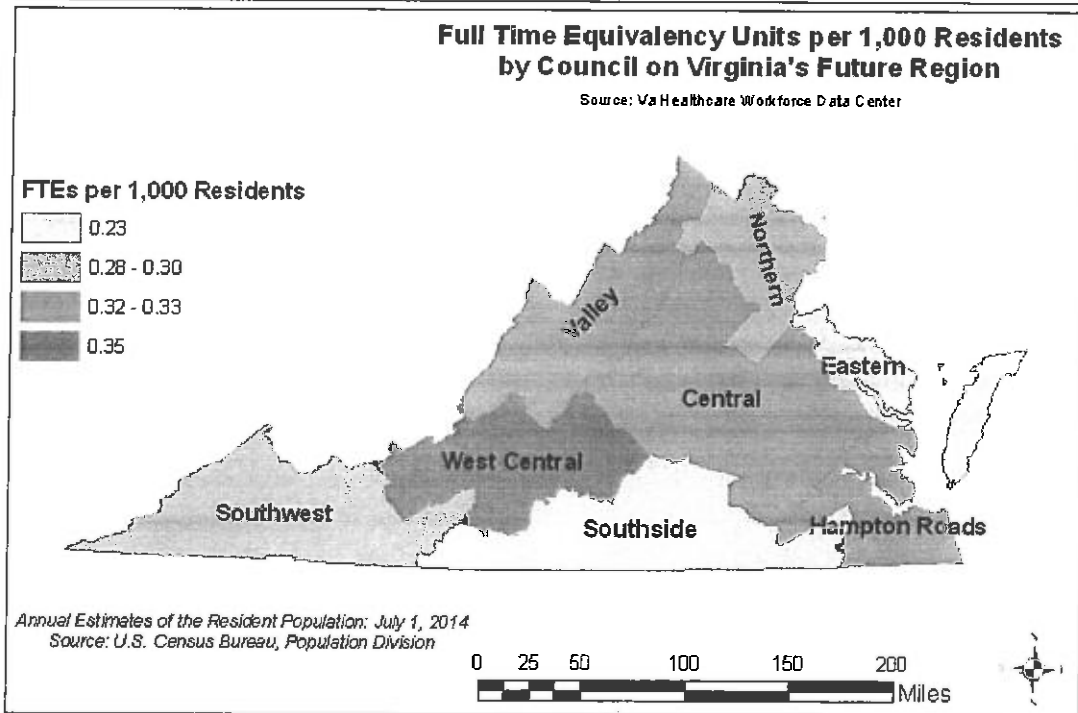 Full Time Equivalency Units per 1,000 Residents
by Council on Virginia's Future Region
Source: Va Healthcare Workforce Data Center
FTEs per 1,000 Residents
0.23
0.28 - 0.30
0.32 - 0.33
0.35
Northern
Valley
Eastern
Central
West Central
Southwest
Southside
Hampton Roads
Annual Estimates of the Resident Population: July 1, 2014
Source: U.S. Census Bureau, Population Division
0 25 50 100 150 200
Miles